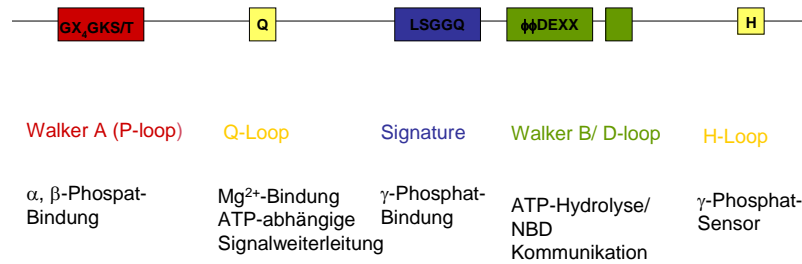 GX₄GKS/T Q LSGGQ ϕϕDEXX H
Walker A (P-loop) Q-Loop Signature Walker B/ D-loop H-Loop
α, β-Phospat-
Bindung
Mg²⁺-Bindung
ATP-abhängige
Signalweiterleitung
γ-Phosphat-
Bindung
ATP-Hydrolyse/
NBD
Kommunikation
γ-Phosphat-
Sensor